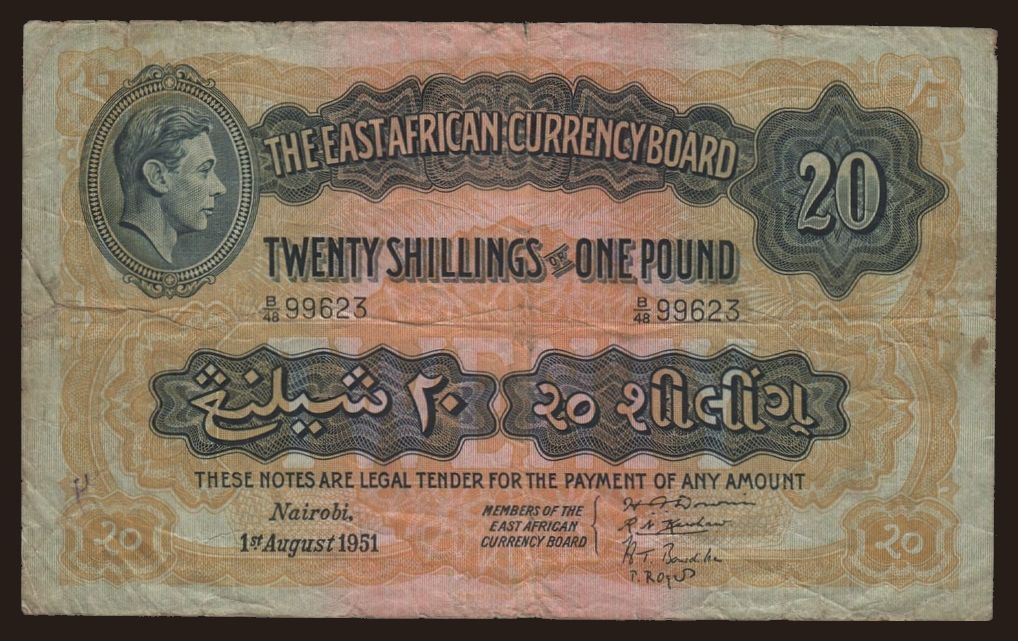 THE EAST AFRICAN CURRENCY BOARD
20
TWENTY SHILLINGS OR ONE POUND
B/48 99623
B/48 99623
٢٠ شيلنڠ
૨૦ શીલીંગ
THESE NOTES ARE LEGAL TENDER FOR THE PAYMENT OF ANY AMOUNT
Nairobi,
1st August 1951
MEMBERS OF THE
EAST AFRICAN
CURRENCY BOARD
૨૦
૨૦